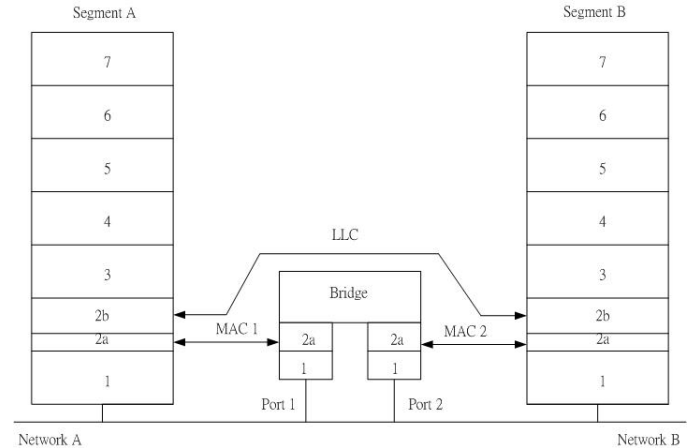 Segment A
Segment B
7
7
6
6
5
5
4
4
LLC
3
3
Bridge
2b
2b
MAC 1
MAC 2
2a
2a
2a
2a
1
1
1
1
Port 1
Port 2
Network A
Network B